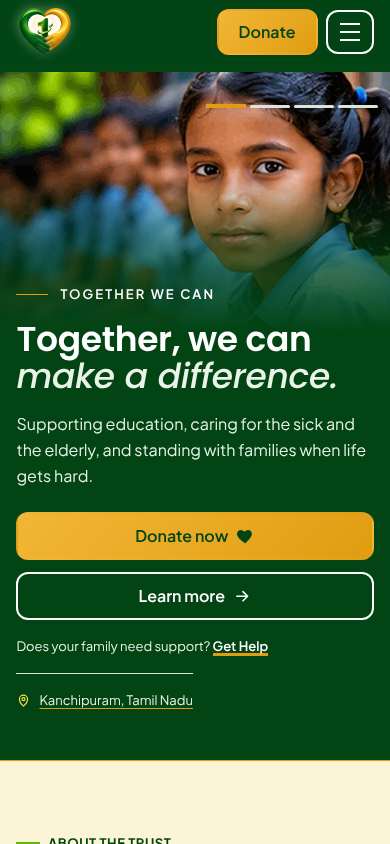 Donate
TOGETHER WE CAN
Together, we can
make a difference.
Supporting education, caring for the sick and
the elderly, and standing with families when life
gets hard.
Donate now
Learn more
Does your family need support? Get Help
Kanchipuram, Tamil Nadu
ABOUT THE TRUST